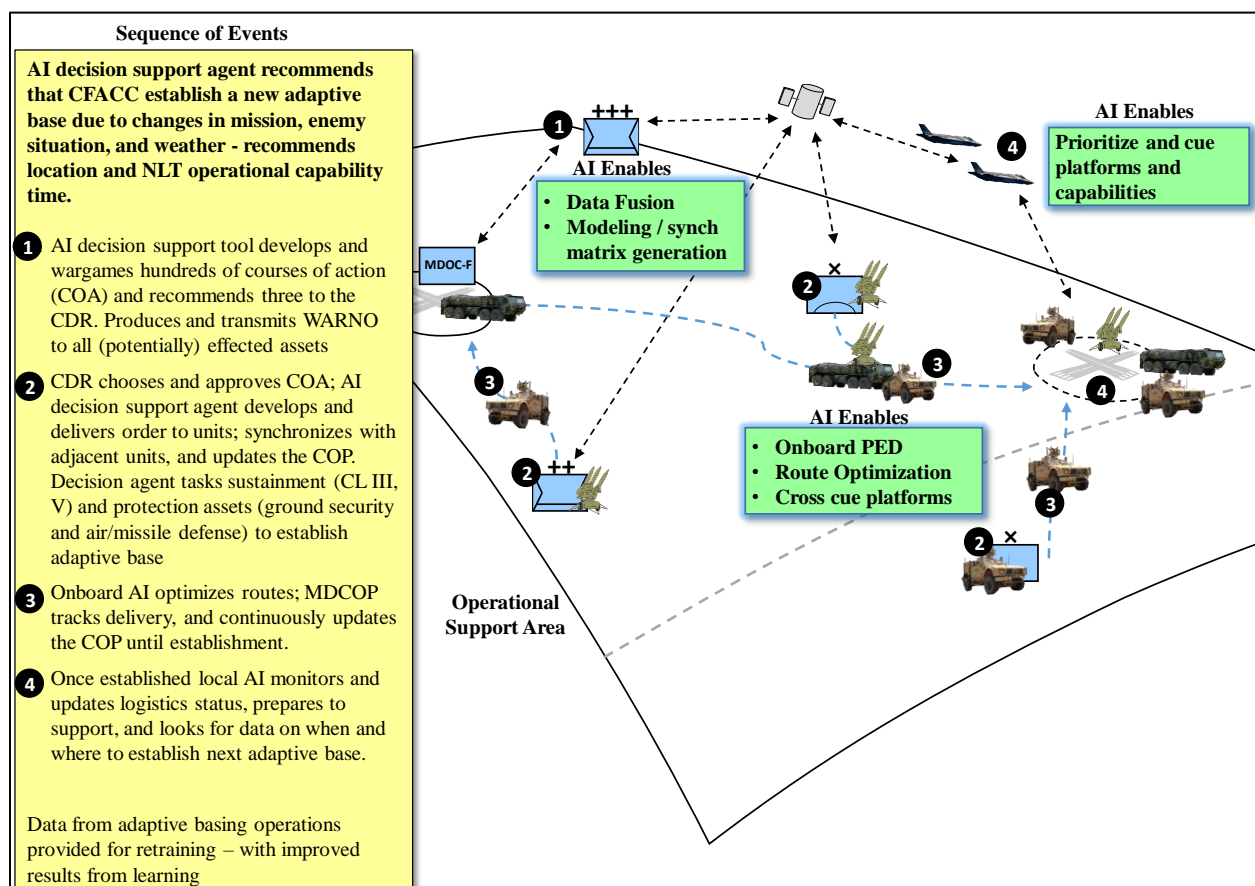 Sequence of Events
AI decision support agent recommends
that CFACC establish a new adaptive
base due to changes in mission, enemy
situation, and weather - recommends
location and NLT operational capability
time.
1
AI decision support tool develops and
wargames hundreds of courses of action
(COA) and recommends three to the
CDR. Produces and transmits WARNO
to all (potentially) effected assets
2
CDR chooses and approves COA; AI
decision support agent develops and
delivers order to units; synchronizes with
adjacent units, and updates the COP.
Decision agent tasks sustainment (CL III,
V) and protection assets (ground security
and air/missile defense) to establish
adaptive base
3
Onboard AI optimizes routes; MDCOP
tracks delivery, and continuously updates
the COP until establishment.
4
Once established local AI monitors and
updates logistics status, prepares to
support, and looks for data on when and
where to establish next adaptive base.
Data from adaptive basing operations
provided for retraining – with improved
results from learning
1
+++
AI Enables
• Data Fusion
• Modeling / synch
matrix generation
MDOC-F
3
2
++
4
AI Enables
Prioritize and cue
platforms and
capabilities
2
×
3
4
AI Enables
• Onboard PED
• Route Optimization
• Cross cue platforms
3
2
×
Operational
Support Area